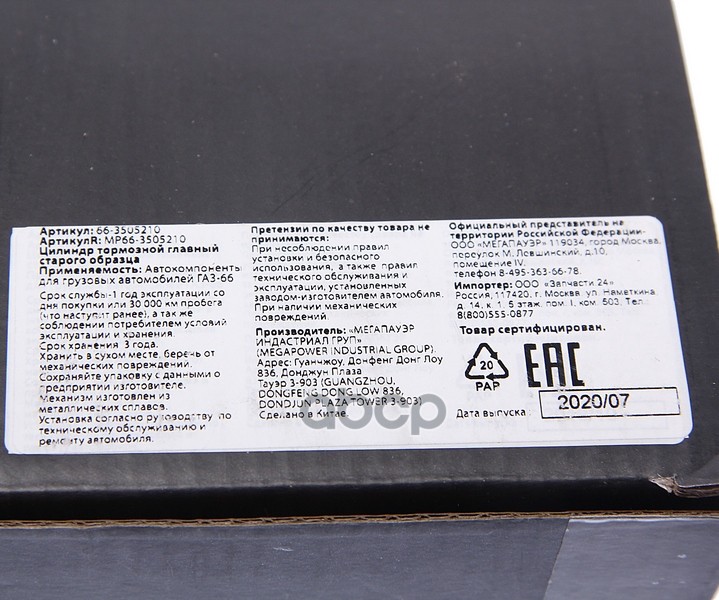 Артикул: 66-3505210
АртикулR: MP66-3505210
Цилиндр тормозной главный
старого образца
Применяемость: Автокомпоненты
для грузовых автомобилей ГАЗ-66
Срок службы-1 год эксплуатации со
дня покупки или 30 000 км пробега
(что наступит ранее), а так же
соблюдении потребителем условий
эксплуатации и хранения.
Срок хранения 3 года.
Хранить в сухом месте, беречь от
механических повреждений.
Сохраняйте упаковку с данными о
предприятии изготовителе.
Механизм изготовлен из
металлических сплавов.
Установка согласно руководству по
техническому обслуживанию и
ремонту автомобиля.
Претензии по качеству товара не
принимаются:
При несоблюдении правил
установки и безопасного
использования, а также правил
технического обслуживания и
эксплуатации, установленных
заводом-изготовителем автомобиля.
При наличии механических
повреждений.
Производитель: «МЕГАПАУЭР
ИНДАСТРИАЛ ГРУП»
(MEGAPOWER INDUSTRIAL GROUP).
Адрес: Гуанчжоу, Донфенг Донг Лоу
836, Донджун Плаза
Тауэр 3-903 (GUANGZHOU,
DONGFENG DONG LOW 836,
DONDJUN PLAZA TOWER 3-903)
Сделано в Китае.
Официальный представитель на
территории Российской Федерации-
ООО «МЕГАПАУЭР» 119034, город Москва,
переулок М. Левшинский, д.10,
помещение IV.
телефон 8-495-363-66-78.
Импортер: ООО «Запчасти 24»
Россия, 117420, г. Москва ул. Наметкина
д. 14, к.1, 5 этаж, пом I, ком. 503, Тел.:
8(800)555-0877
Товар сертифицирован.
20
PAP
EAC
Дата выпуска:
2020/07
abcp